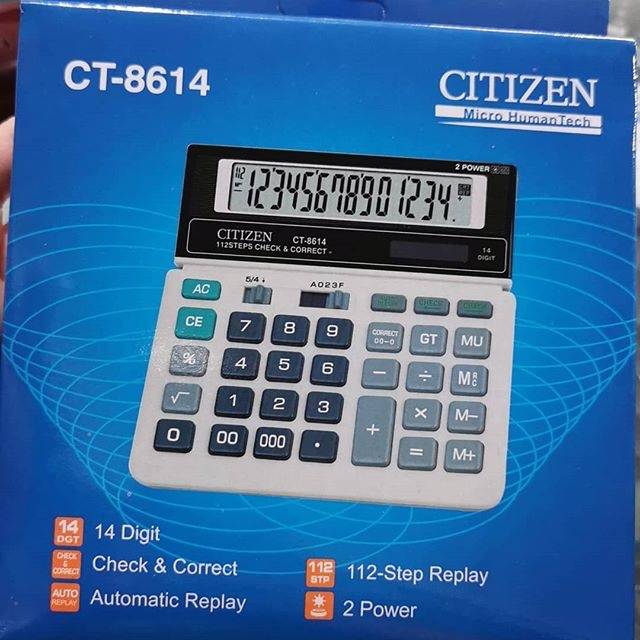 CT-8614
CITIZEN
Micro HumanTech
2 POWER
12345678901234.
CITIZEN CT-8614
112STEPS CHECK & CORRECT
14
DIGIT
AC
5/4
A023F
CHECK
CE
7 8 9
CORRECT
00→0
GT MU
%
4 5 6 − ÷ MRC
√
1 2 3 + × M−
0 00 000 · = M+
14
DGT
14 Digit
CHECK
&
CORRECT
Check & Correct
112
STP
112-Step Replay
AUTO
REPLAY
Automatic Replay
2 Power